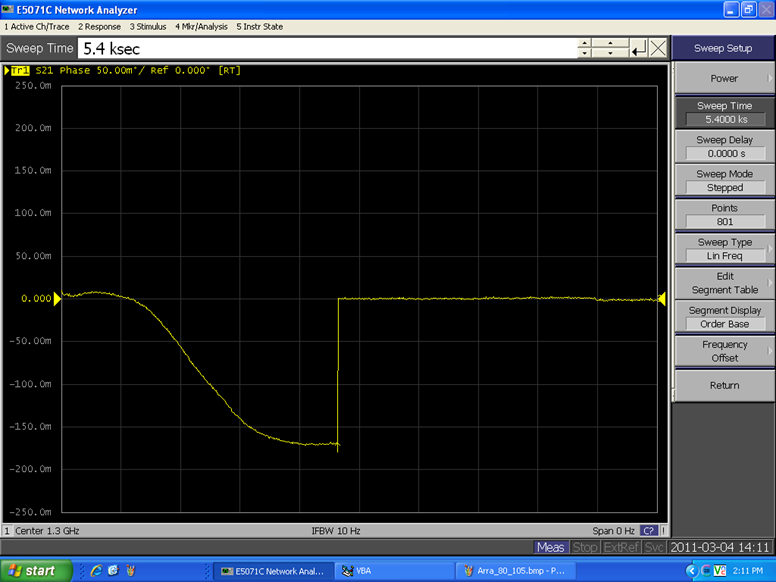 E5071C Network Analyzer
1 Active Ch/Trace 2 Response 3 Stimulus 4 Mkr/Analysis 5 Instr State
Sweep Time 5.4 ksec
Tr1 S21 Phase 50.00m°/ Ref 0.000° [RT]
250.0m
200.0m
150.0m
100.0m
50.00m
0.000
-50.00m
-100.0m
-150.0m
-200.0m
-250.0m
1 Center 1.3 GHz IFBW 10 Hz Span 0 Hz C? !
Sweep Setup
Power
Sweep Time
5.4000 ks
Sweep Delay
0.0000 s
Sweep Mode
Stepped
Points
801
Sweep Type
Lin Freq
Edit
Segment Table
Segment Display
Order Base
Frequency
Offset
Return
Meas Stop ExtRef Svc 2011-03-04 14:11
start E5071C Network Anal... VBA Arra_80_105.bmp - P... 2:11 PM